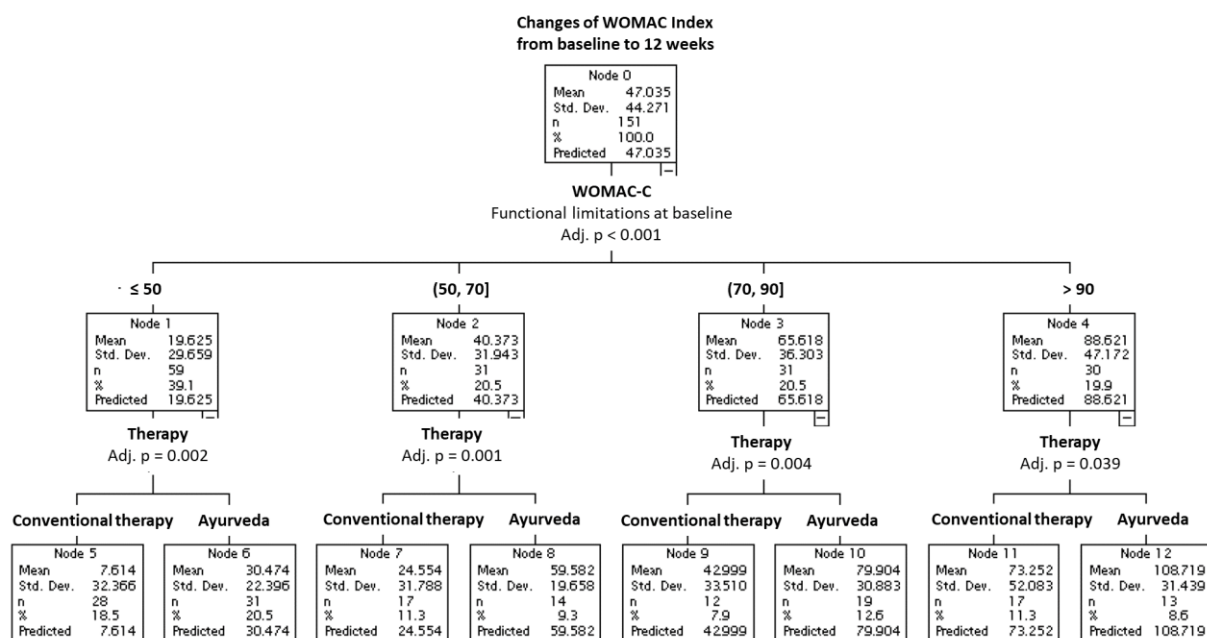 Changes of WOMAC Index
from baseline to 12 weeks
Node 0
Mean 47.035
Std. Dev. 44.271
n 151
% 100.0
Predicted 47.035
WOMAC-C
Functional limitations at baseline
Adj. p < 0.001
≤ 50
(50, 70]
(70, 90]
> 90
Node 1
Mean 19.625
Std. Dev. 29.659
n 59
% 39.1
Predicted 19.625
Node 2
Mean 40.373
Std. Dev. 31.943
n 31
% 20.5
Predicted 40.373
Node 3
Mean 65.618
Std. Dev. 36.303
n 31
% 20.5
Predicted 65.618
Node 4
Mean 88.621
Std. Dev. 47.172
n 30
% 19.9
Predicted 88.621
Therapy
Adj. p = 0.002
Therapy
Adj. p = 0.001
Therapy
Adj. p = 0.004
Therapy
Adj. p = 0.039
Conventional therapy
Ayurveda
Conventional therapy
Ayurveda
Conventional therapy
Ayurveda
Conventional therapy
Ayurveda
Node 5
Mean 7.614
Std. Dev. 32.366
n 28
% 18.5
Predicted 7.614
Node 6
Mean 30.474
Std. Dev. 22.396
n 31
% 20.5
Predicted 30.474
Node 7
Mean 24.554
Std. Dev. 31.788
n 17
% 11.3
Predicted 24.554
Node 8
Mean 59.582
Std. Dev. 19.658
n 14
% 9.3
Predicted 59.582
Node 9
Mean 42.999
Std. Dev. 33.510
n 12
% 7.9
Predicted 42.999
Node 10
Mean 79.904
Std. Dev. 30.883
n 19
% 12.6
Predicted 79.904
Node 11
Mean 73.252
Std. Dev. 52.083
n 17
% 11.3
Predicted 73.252
Node 12
Mean 108.719
Std. Dev. 31.439
n 13
% 8.6
Predicted 108.719